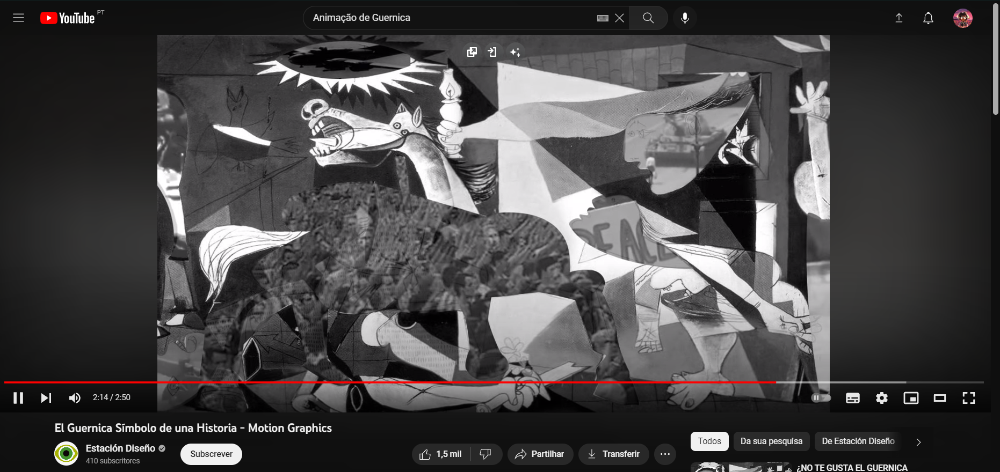 YouTube PT
Animação de Guernica
PEACE
2:14 / 2:50
El Guernica Símbolo de una Historia - Motion Graphics
Estación Diseño
410 subscritores
Subscrever
1,5 mil
Partilhar
Transferir
Todos
Da sua pesquisa
De Estación Diseño
¿NO TE GUSTA EL GUERNICA